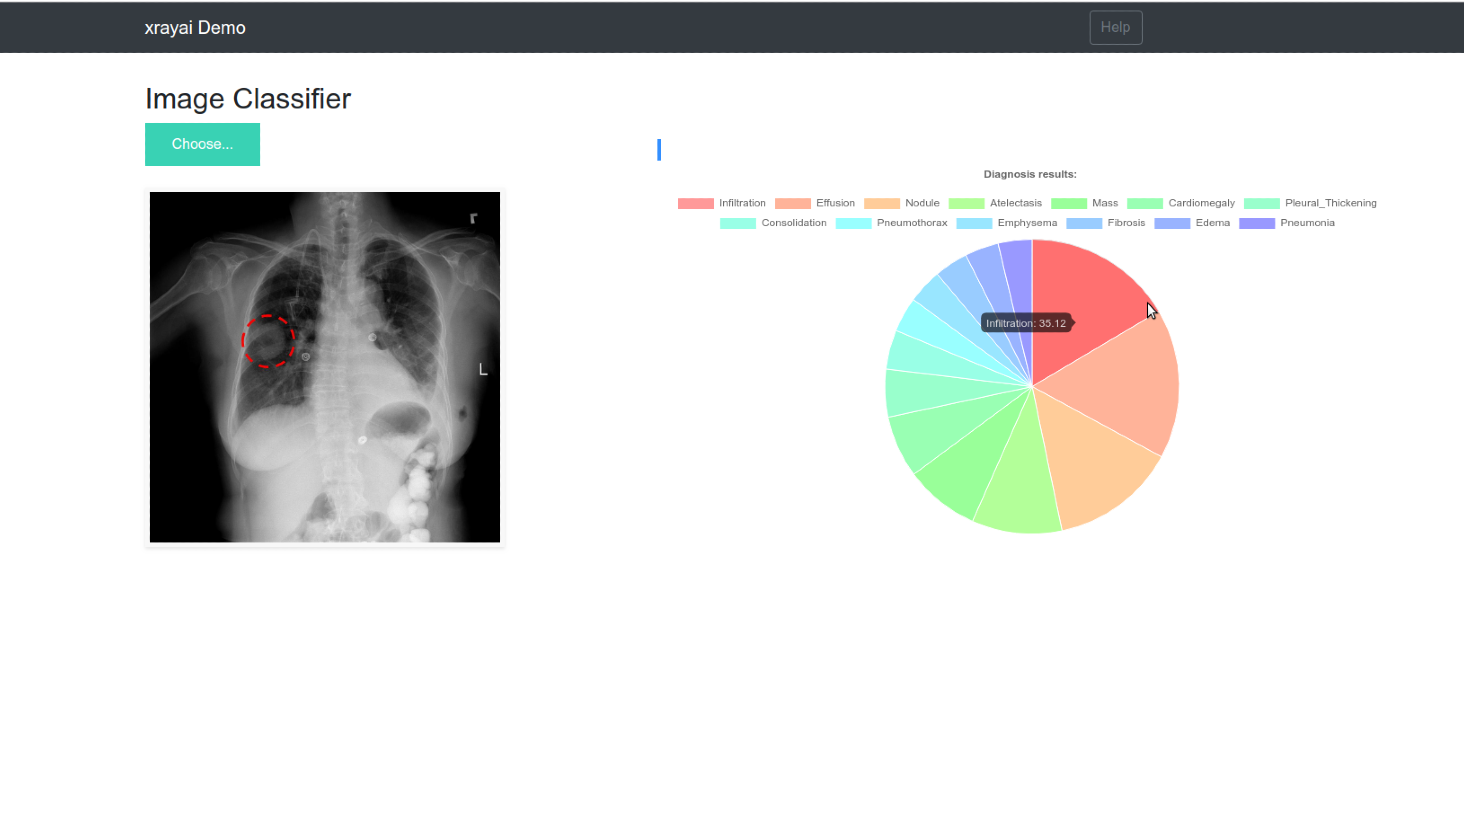 xrayai Demo
Help
Image Classifier
Choose...
Diagnosis results:
Infiltration Effusion Nodule Atelectasis Mass Cardiomegaly Pleural_Thickening
Consolidation Pneumothorax Emphysema Fibrosis Edema Pneumonia
Infiltration: 35.12
L